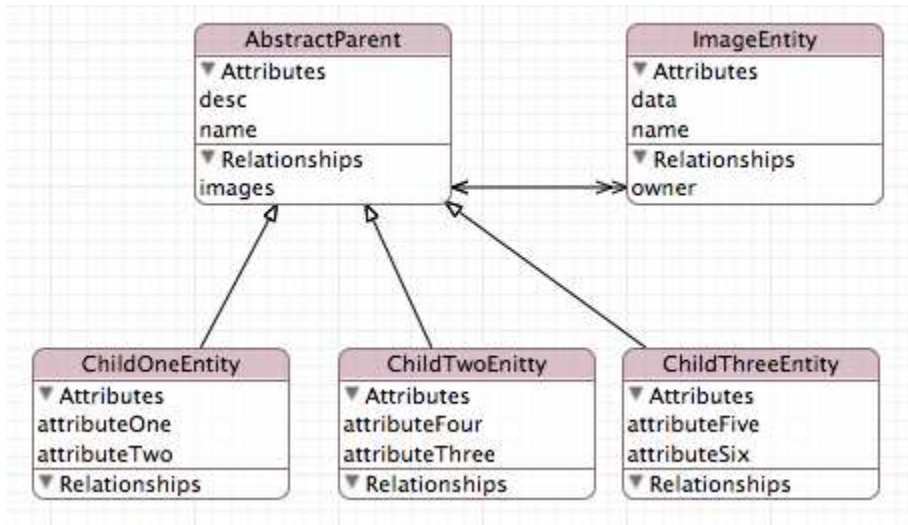 AbstractParent
Attributes
desc
name
Relationships
images
ImageEntity
Attributes
data
name
Relationships
owner
ChildOneEntity
Attributes
attributeOne
attributeTwo
Relationships
ChildTwoEnitty
Attributes
attributeFour
attributeThree
Relationships
ChildThreeEntity
Attributes
attributeFive
attributeSix
Relationships